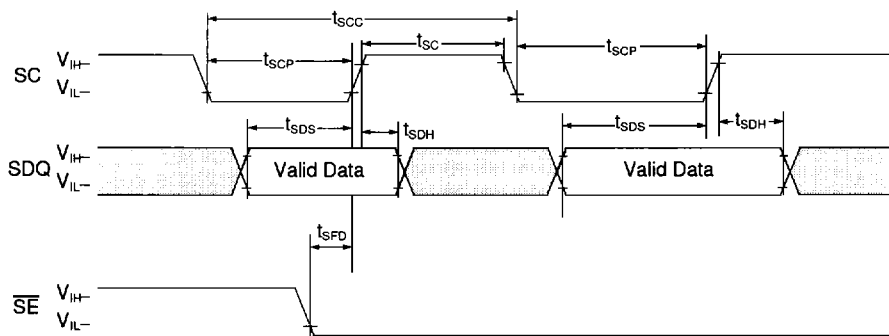 tSCC
tSCP tSC tSCP
SC VIH
VIL
tSDS tSDH tSDS tSDH
SDQ VIH Valid Data Valid Data
VIL
tSFD
SE VIH
VIL